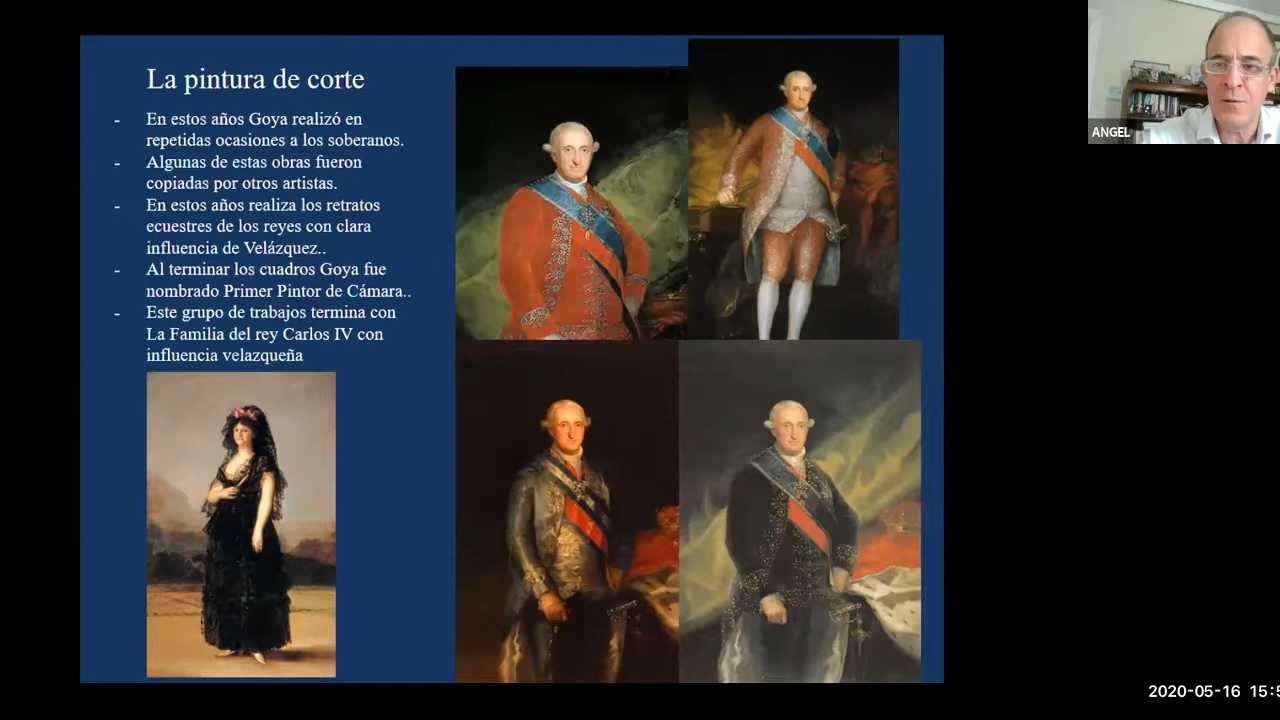 La pintura de corte
- En estos años Goya realizó en
repetidas ocasiones a los soberanos.
- Algunas de estas obras fueron
copiadas por otros artistas.
- En estos años realiza los retratos
ecuestres de los reyes con clara
influencia de Velázquez..
- Al terminar los cuadros Goya fue
nombrado Primer Pintor de Cámara..
- Este grupo de trabajos termina con
La Familia del rey Carlos IV con
influencia velazqueña
ANGEL
2020-05-16 15:5